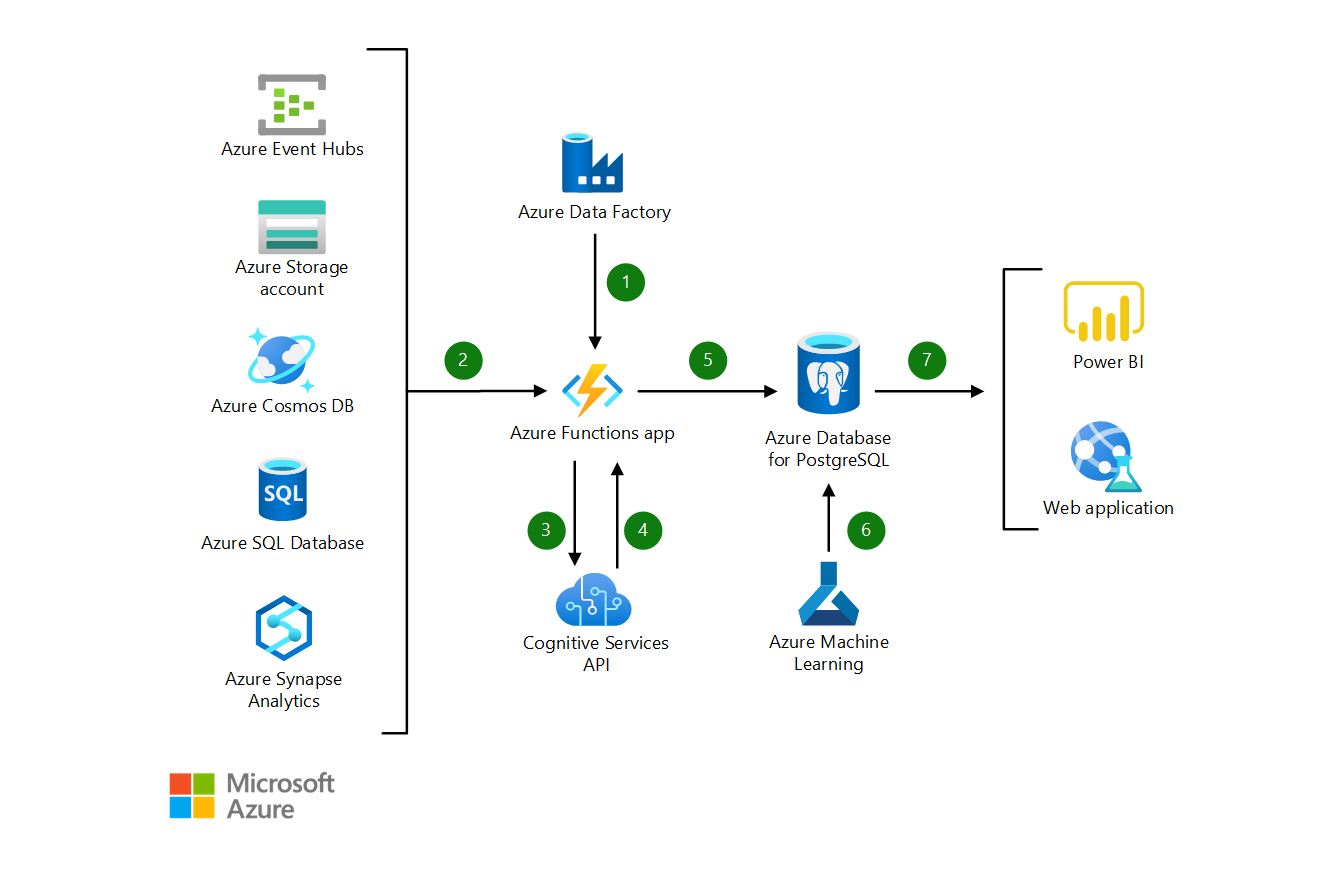 Azure Event Hubs
Azure Storage
account
Azure Cosmos DB
SQL
Azure SQL Database
Azure Synapse
Analytics
2
Azure Data Factory
1
Azure Functions app
3
4
Cognitive Services
API
5
Azure Database
for PostgreSQL
6
Azure Machine
Learning
7
Power BI
Web application
Microsoft
Azure